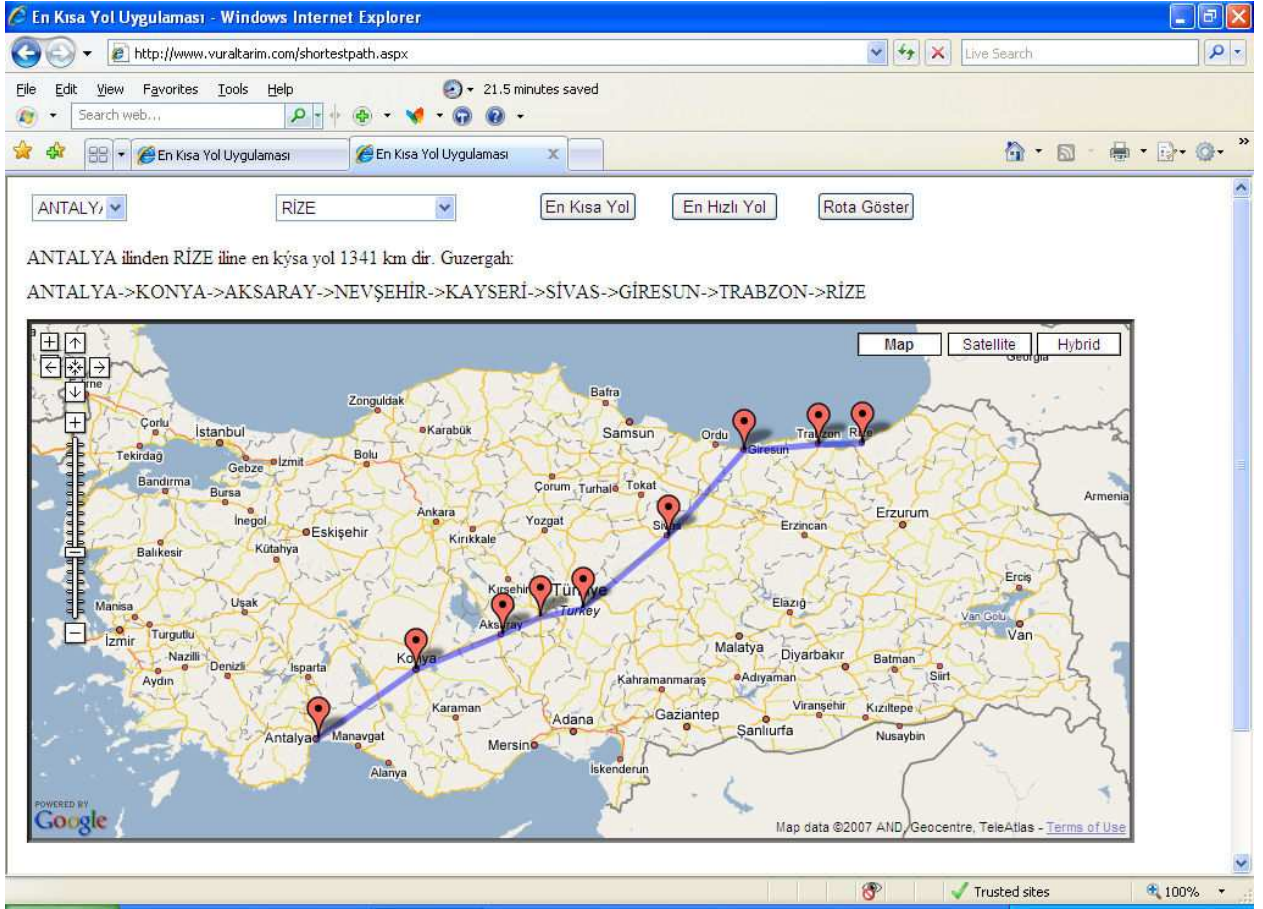 En Kısa Yol Uygulaması - Windows Internet Explorer
http://www.vuraltarim.com/shortestpath.aspx
Live Search
File Edit View Favorites Tools Help
21.5 minutes saved
Search web...
En Kısa Yol Uygulaması
En Kısa Yol Uygulaması
ANTALY
RİZE
En Kısa Yol
En Hızlı Yol
Rota Göster
ANTALYA ilinden RİZE iline en kýsa yol 1341 km dir. Guzergah:
ANTALYA->KONYA->AKSARAY->NEVŞEHİR->KAYSERİ->SİVAS->GİRESUN->TRABZON->RİZE
Map Satellite Hybrid
Georgia
Zonguldak
Bafra
Çorlu
İstanbul
Karabük
Samsun
Ordu
Trabzon
Rize
Giresun
Tekirdağ
Gebze
İzmit
Bolu
Bandırma
Bursa
Çorum
Turhal
Tokat
Armenia
İnegol
Eskişehir
Ankara
Kırıkkale
Yozgat
Sivas
Erzincan
Erzurum
Balıkesir
Kütahya
Kırşehir
Türkiye
Turkey
Erciş
Manisa
Uşak
Aksaray
Elazığ
Van Golu
Van
İzmir
Turgutlu
Nazilli
Denizli
Isparta
Konya
Malatya
Diyarbakır
Batman
Siirt
Aydın
Kahramanmaraş
Adıyaman
Karaman
Adana
Gaziantep
Viranşehir
Kızıltepe
Şanlıurfa
Nusaybin
Antalya
Manavgat
Mersin
Alanya
İskenderun
POWERED BY
Google
Map data ©2007 AND, Geocentre, TeleAtlas - Terms of Use
Trusted sites
100%